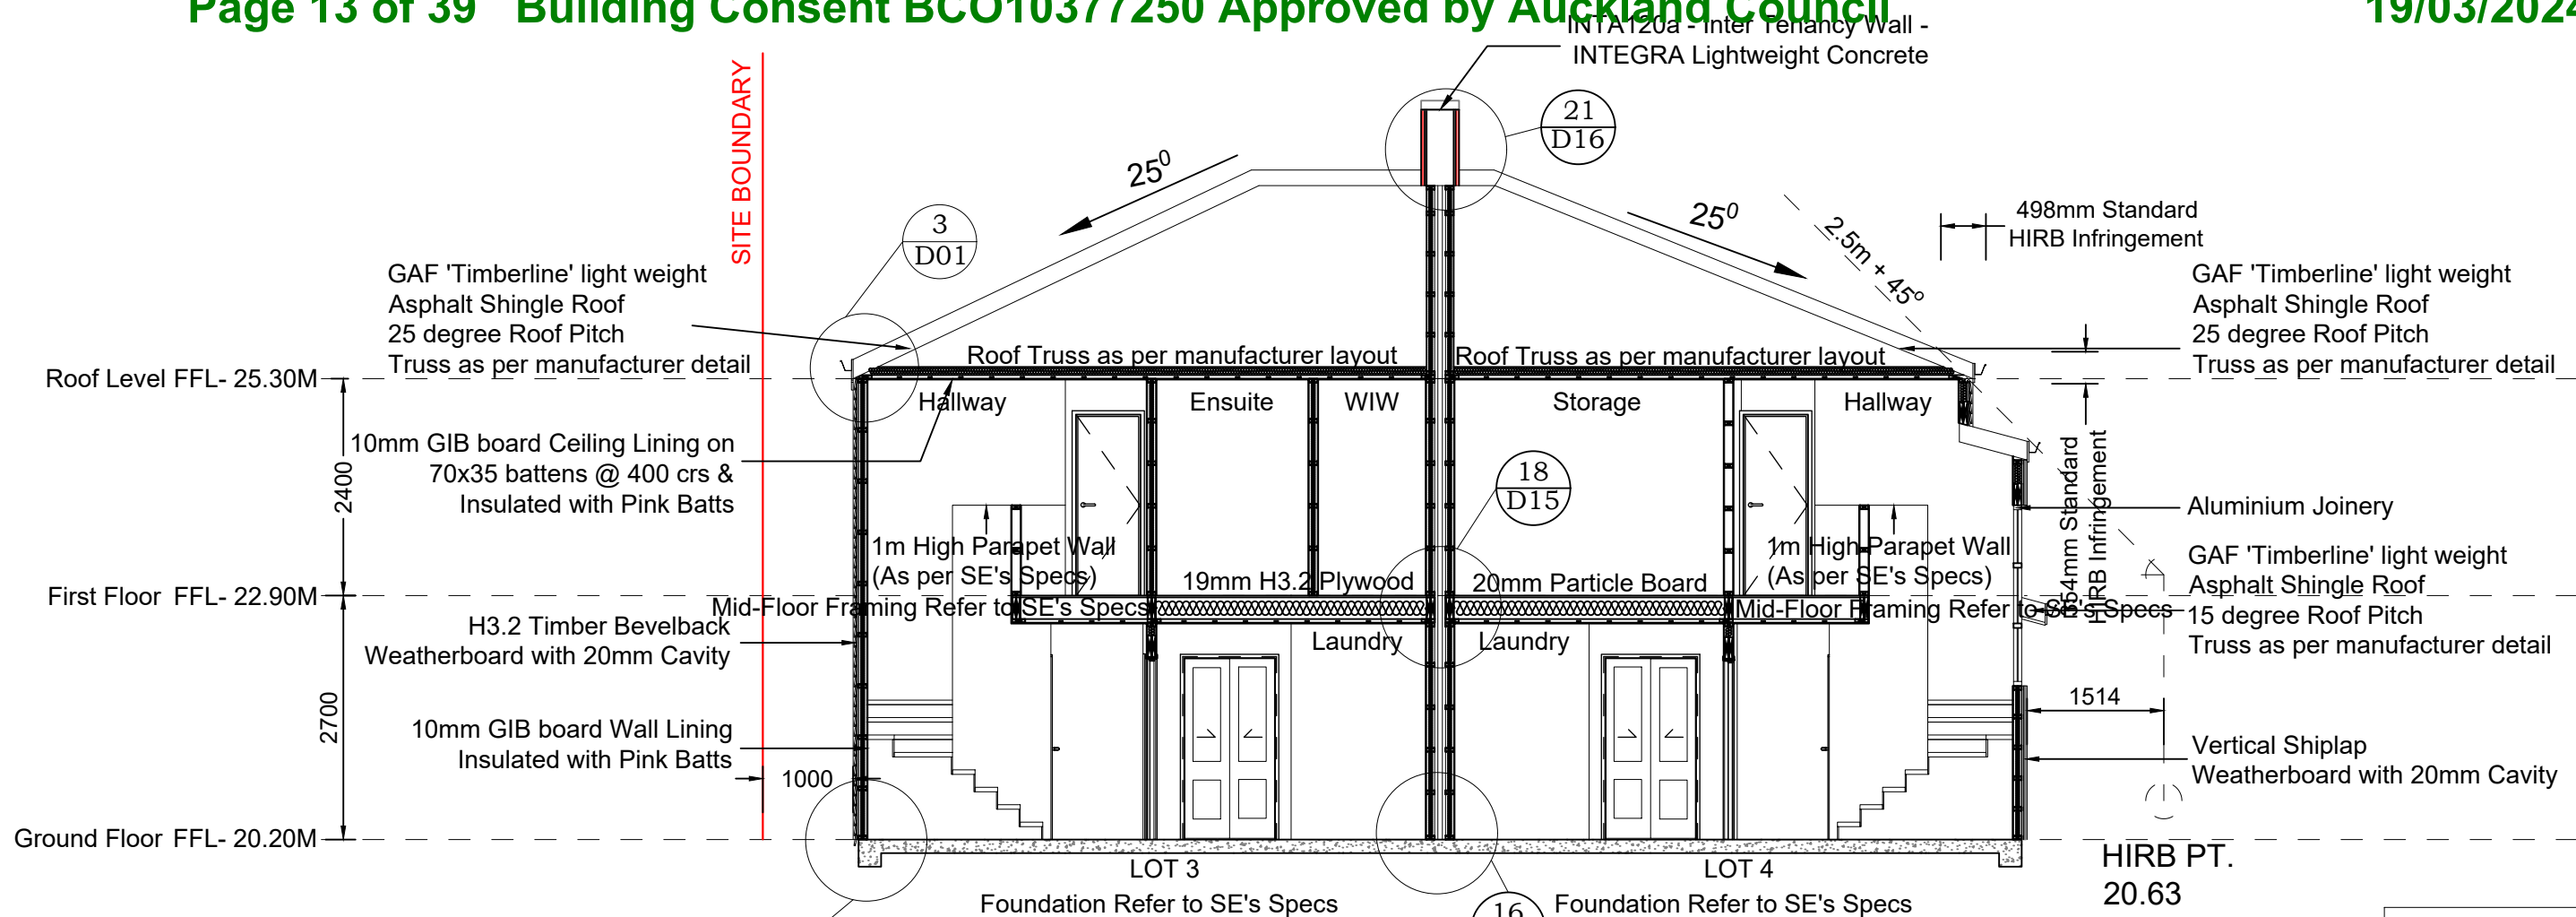 Page 13 of 39 Building Consent BCO10377250 Approved by Auckland Council
19/03/2024
INTA120a - Inter Tenancy Wall -
INTEGRA Lightweight Concrete
SITE BOUNDARY
21
D16
25⁰
25⁰
2.5m + 45⁰
498mm Standard
HIRB Infringement
3
D01
GAF 'Timberline' light weight
Asphalt Shingle Roof
25 degree Roof Pitch
Truss as per manufacturer detail
GAF 'Timberline' light weight
Asphalt Shingle Roof
25 degree Roof Pitch
Truss as per manufacturer detail
Roof Truss as per manufacturer layout
Roof Truss as per manufacturer layout
Roof Level FFL- 25.30M
Hallway
Ensuite
WIW
Storage
Hallway
10mm GIB board Ceiling Lining on
70x35 battens @ 400 crs &
Insulated with Pink Batts
2400
18
D15
Standard
HIRB Infringement
Aluminium Joinery
1m High Parapet Wall
(As per SE's Specs)
1m High Parapet Wall
(As per SE's Specs)
19mm H3.2 Plywood
20mm Particle Board
GAF 'Timberline' light weight
Asphalt Shingle Roof
15 degree Roof Pitch
Truss as per manufacturer detail
First Floor FFL- 22.90M
Mid-Floor Framing Refer to SE's Specs
Mid-Floor Framing Refer to SE's Specs
H3.2 Timber Bevelback
Weatherboard with 20mm Cavity
Laundry
Laundry
2700
1514
10mm GIB board Wall Lining
Insulated with Pink Batts
1000
Vertical Shiplap
Weatherboard with 20mm Cavity
Ground Floor FFL- 20.20M
LOT 3
LOT 4
HIRB PT.
20.63
Foundation Refer to SE's Specs
16
Foundation Refer to SE's Specs